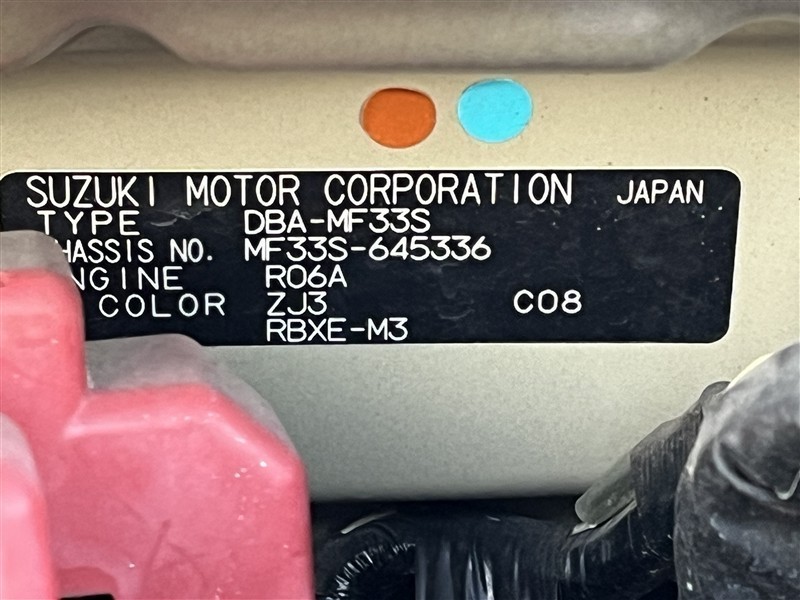 SUZUKI MOTOR CORPORATION JAPAN
TYPE DBA-MF33S
HASSIS NO. MF33S-645336
NGINE R06A
COLOR ZJ3 C08
RBXE-M3